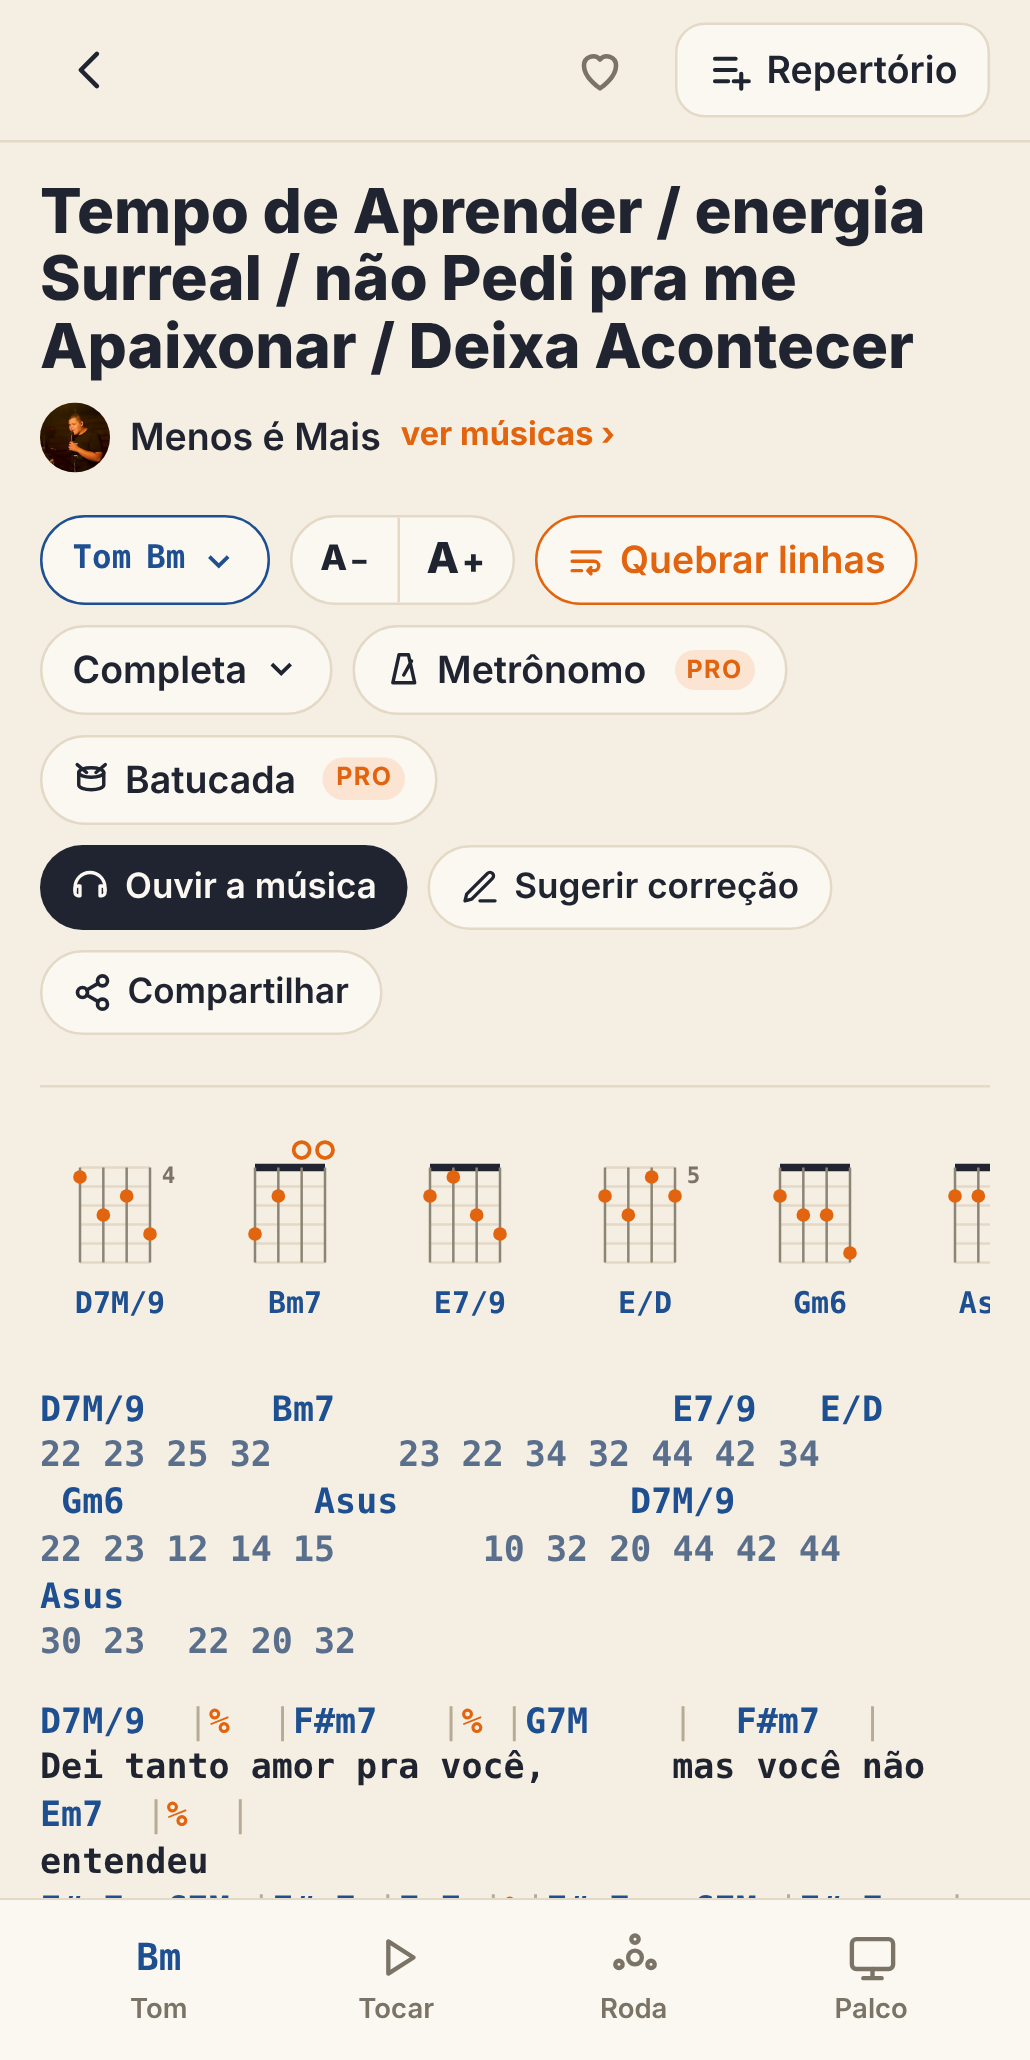 Repertório
Tempo de Aprender / energia
Surreal / não Pedi pra me
Apaixonar / Deixa Acontecer
Menos é Mais ver músicas ›
Tom Bm A- A+ Quebrar linhas
Completa Metrônomo PRO
Batucada PRO
Ouvir a música Sugerir correção
Compartilhar
4 5
D7M/9 Bm7 E7/9 E/D Gm6
D7M/9 Bm7 E7/9 E/D
22 23 25 32 23 22 34 32 44 42 34
Gm6 Asus D7M/9
22 23 12 14 15 10 32 20 44 42 44
Asus
30 23 22 20 32
D7M/9 |% |F#m7 |% |G7M | F#m7 |
Dei tanto amor pra você, mas você não
Em7 |% |
entendeu
Bm
Tom Tocar Roda Palco